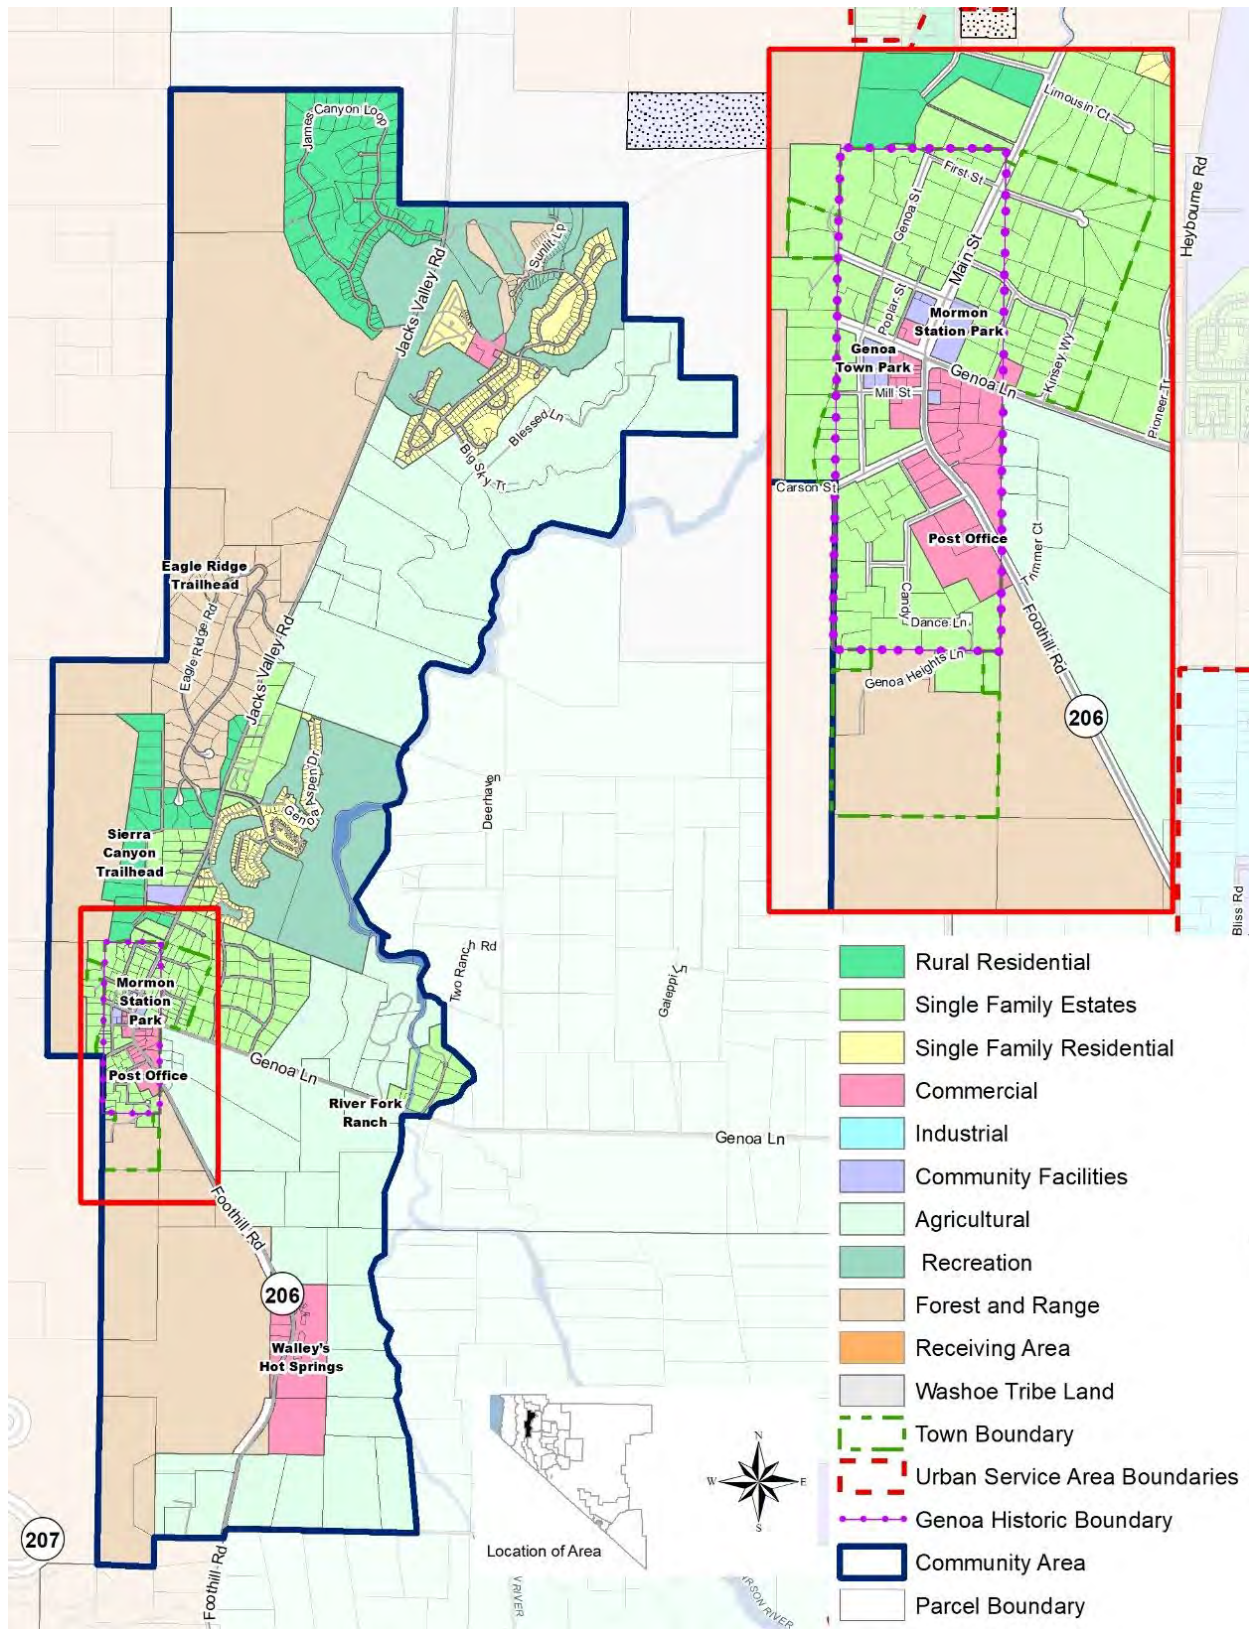 James Canyon Loop
Jacks Valley Rd
Sunlit Lp
Blessed Ln
Big Sky Tr
Eagle Ridge
Trailhead
Eagle Ridge Rd
Jacks Valley Rd
Genoa Aspen Dr
Sierra
Canyon
Trailhead
Mormon
Station
Park
Post Office
Genoa Ln
River Fork
Ranch
Genoa Ln
Foothill Rd
206
Walley's
Hot Springs
207
Foothill Rd
Deerhaven
Two Ranch Rd
Galeppi
Limousin Ct
First St
Genoa St
Main St
Poplar St
Mormon
Station Park
Genoa
Town Park
Mill St
Genoa Ln
Kinsey Wy
Pioneer Tr
Carson St
Post Office
Trimmer Ct
Candy
Dance Ln
Genoa Heights Ln
Foothill Rd
206
Heybourne Rd
Bliss Rd
Rural Residential
Single Family Estates
Single Family Residential
Commercial
Industrial
Community Facilities
Agricultural
Recreation
Forest and Range
Receiving Area
Washoe Tribe Land
Town Boundary
Urban Service Area Boundaries
Genoa Historic Boundary
Community Area
Parcel Boundary
Location of Area
N
W
E
S
RIVER
RSON RIVER